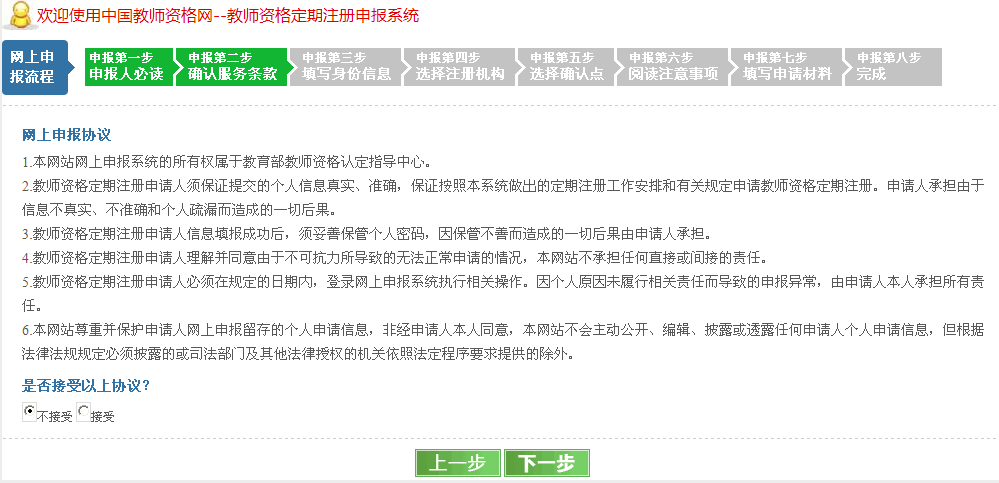 欢迎使用中国教师资格网--教师资格定期注册申报系统
网上申
报流程
申报第一步
申报人必读
申报第二步
确认服务条款
申报第三步
填写身份信息
申报第四步
选择注册机构
申报第五步
选择确认点
申报第六步
阅读注意事项
申报第七步
填写申请材料
申报第八步
完成
网上申报协议
1.本网站网上申报系统的所有权属于教育部教师资格认定指导中心。
2.教师资格定期注册申请人须保证提交的个人信息真实、准确，保证按照本系统做出的定期注册工作安排和有关规定申请教师资格定期注册。申请人承担由于
信息不真实、不准确和个人疏漏而造成的一切后果。
3.教师资格定期注册申请人信息填报成功后，须妥善保管个人密码，因保管不善而造成的一切后果由申请人承担。
4.教师资格定期注册申请人理解并同意由于不可抗力所导致的无法正常申请的情况，本网站不承担任何直接或间接的责任。
5.教师资格定期注册申请人必须在规定的日期内，登录网上申报系统执行相关操作。因个人原因未履行相关责任而导致的申报异常，由申请人本人承担所有责
任。
6.本网站尊重并保护申请人网上申报留存的个人申请信息，非经申请人本人同意，本网站不会主动公开、编辑、披露或透露任何申请人个人申请信息，但根据
法律法规规定必须披露的或司法部门及其他法律授权的机关依照法定程序要求提供的除外。
是否接受以上协议？
不接受 接受
上一步 下一步